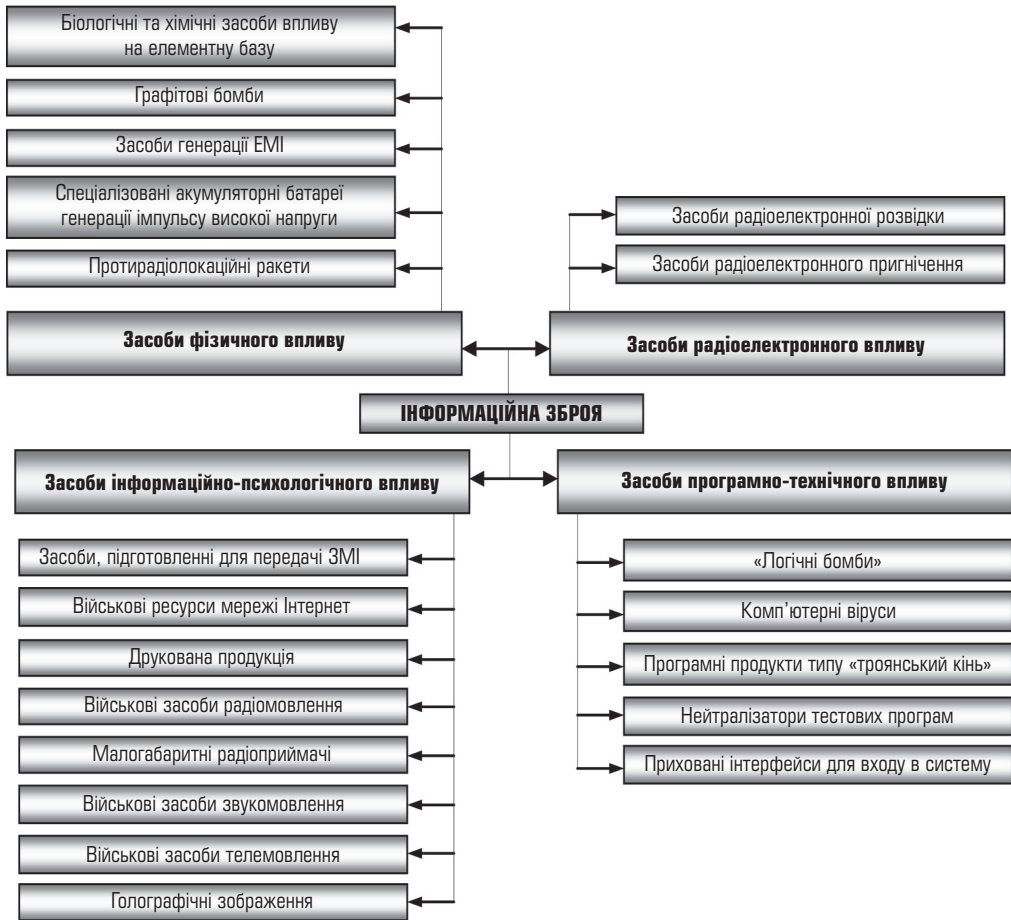 Біологічні та хімічні засоби впливу
на елементну базу
Графітові бомби
Засоби генерації ЕМІ
Спеціалізовані акумуляторні батареї
генерації імпульсу високої напруги
Протирадіолокаційні ракети
Засоби радіоелектронної розвідки
Засоби радіоелектронного пригнічення
Засоби фізичного впливу
Засоби радіоелектронного впливу
ІНФОРМАЦІЙНА ЗБРОЯ
Засоби інформаційно-психологічного впливу
Засоби програмно-технічного впливу
Засоби, підготовленні для передачі ЗМІ
Військові ресурси мережі Інтернет
Друкована продукція
Військові засоби радіомовлення
Малогабаритні радіоприймачі
Військові засоби звукомовлення
Військові засоби телемовлення
Голографічні зображення
«Логічні бомби»
Комп'ютерні віруси
Програмні продукти типу «троянський кінь»
Нейтралізатори тестових програм
Приховані інтерфейси для входу в систему